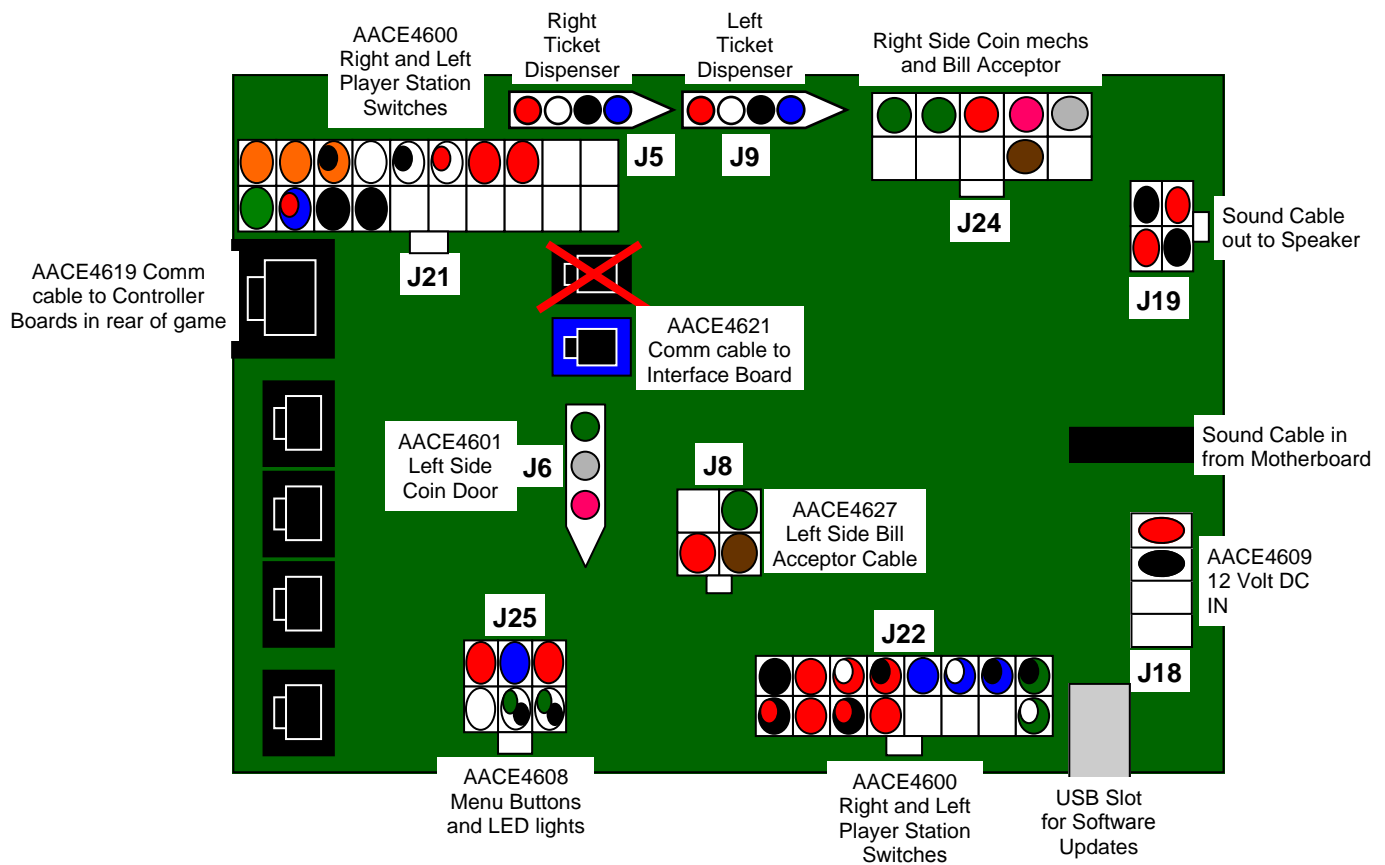 AACE4600
Right and Left
Player Station
Switches
Right
Ticket
Dispenser
Left
Ticket
Dispenser
Right Side Coin mechs
and Bill Acceptor
J5
J9
J24
J21
Sound Cable
out to Speaker
J19
AACE4619 Comm
cable to Controller
Boards in rear of game
AACE4621
Comm cable to
Interface Board
AACE4601
Left Side
Coin Door
J6
J8
AACE4627
Left Side Bill
Acceptor Cable
Sound Cable in
from Motherboard
AACE4609
12 Volt DC
IN
J18
J25
J22
AACE4608
Menu Buttons
and LED lights
AACE4600
Right and Left
Player Station
Switches
USB Slot
for Software
Updates